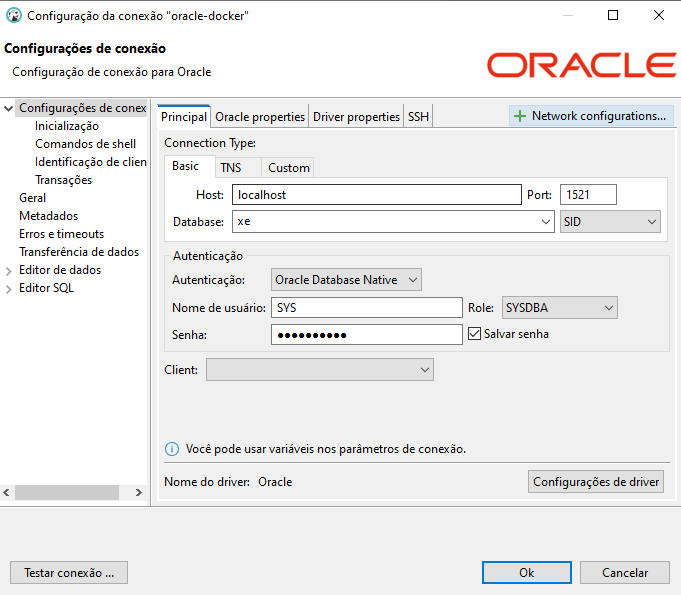 Configuração da conexão "oracle-docker"
Configurações de conexão
Configuração de conexão para Oracle
ORACLE
Configurações de conex
Inicialização
Comandos de shell
Identificação de clien
Transações
Geral
Metadados
Erros e timeouts
Transferência de dados
Editor de dados
Editor SQL
Principal Oracle properties Driver properties SSH Network configurations...
Connection Type:
Basic TNS Custom
Host: localhost Port: 1521
Database: xe SID
Autenticação
Autenticação: Oracle Database Native
Nome de usuário: SYS Role: SYSDBA
Senha: •••••••••• Salvar senha
Client:
Você pode usar variáveis nos parâmetros de conexão.
Nome do driver: Oracle Configurações de driver
Testar conexão ... Ok Cancelar